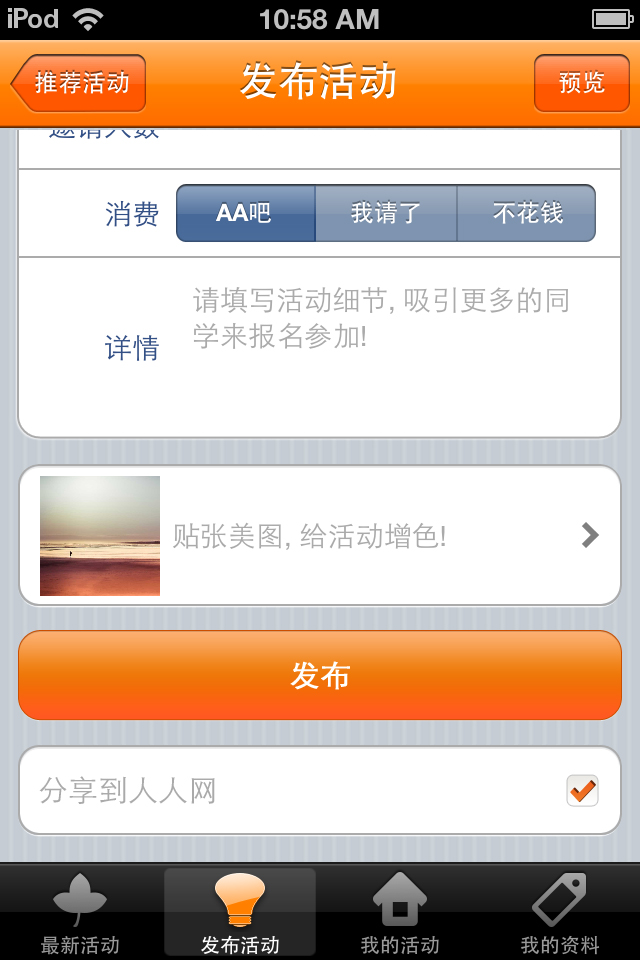 iPod 10:58 AM
推荐活动 发布活动 预览
邀请人数
消费 AA吧 我请了 不花钱
请填写活动细节, 吸引更多的同
学来报名参加!
详情
贴张美图, 给活动增色!
发布
分享到人人网
最新活动 发布活动 我的活动 我的资料